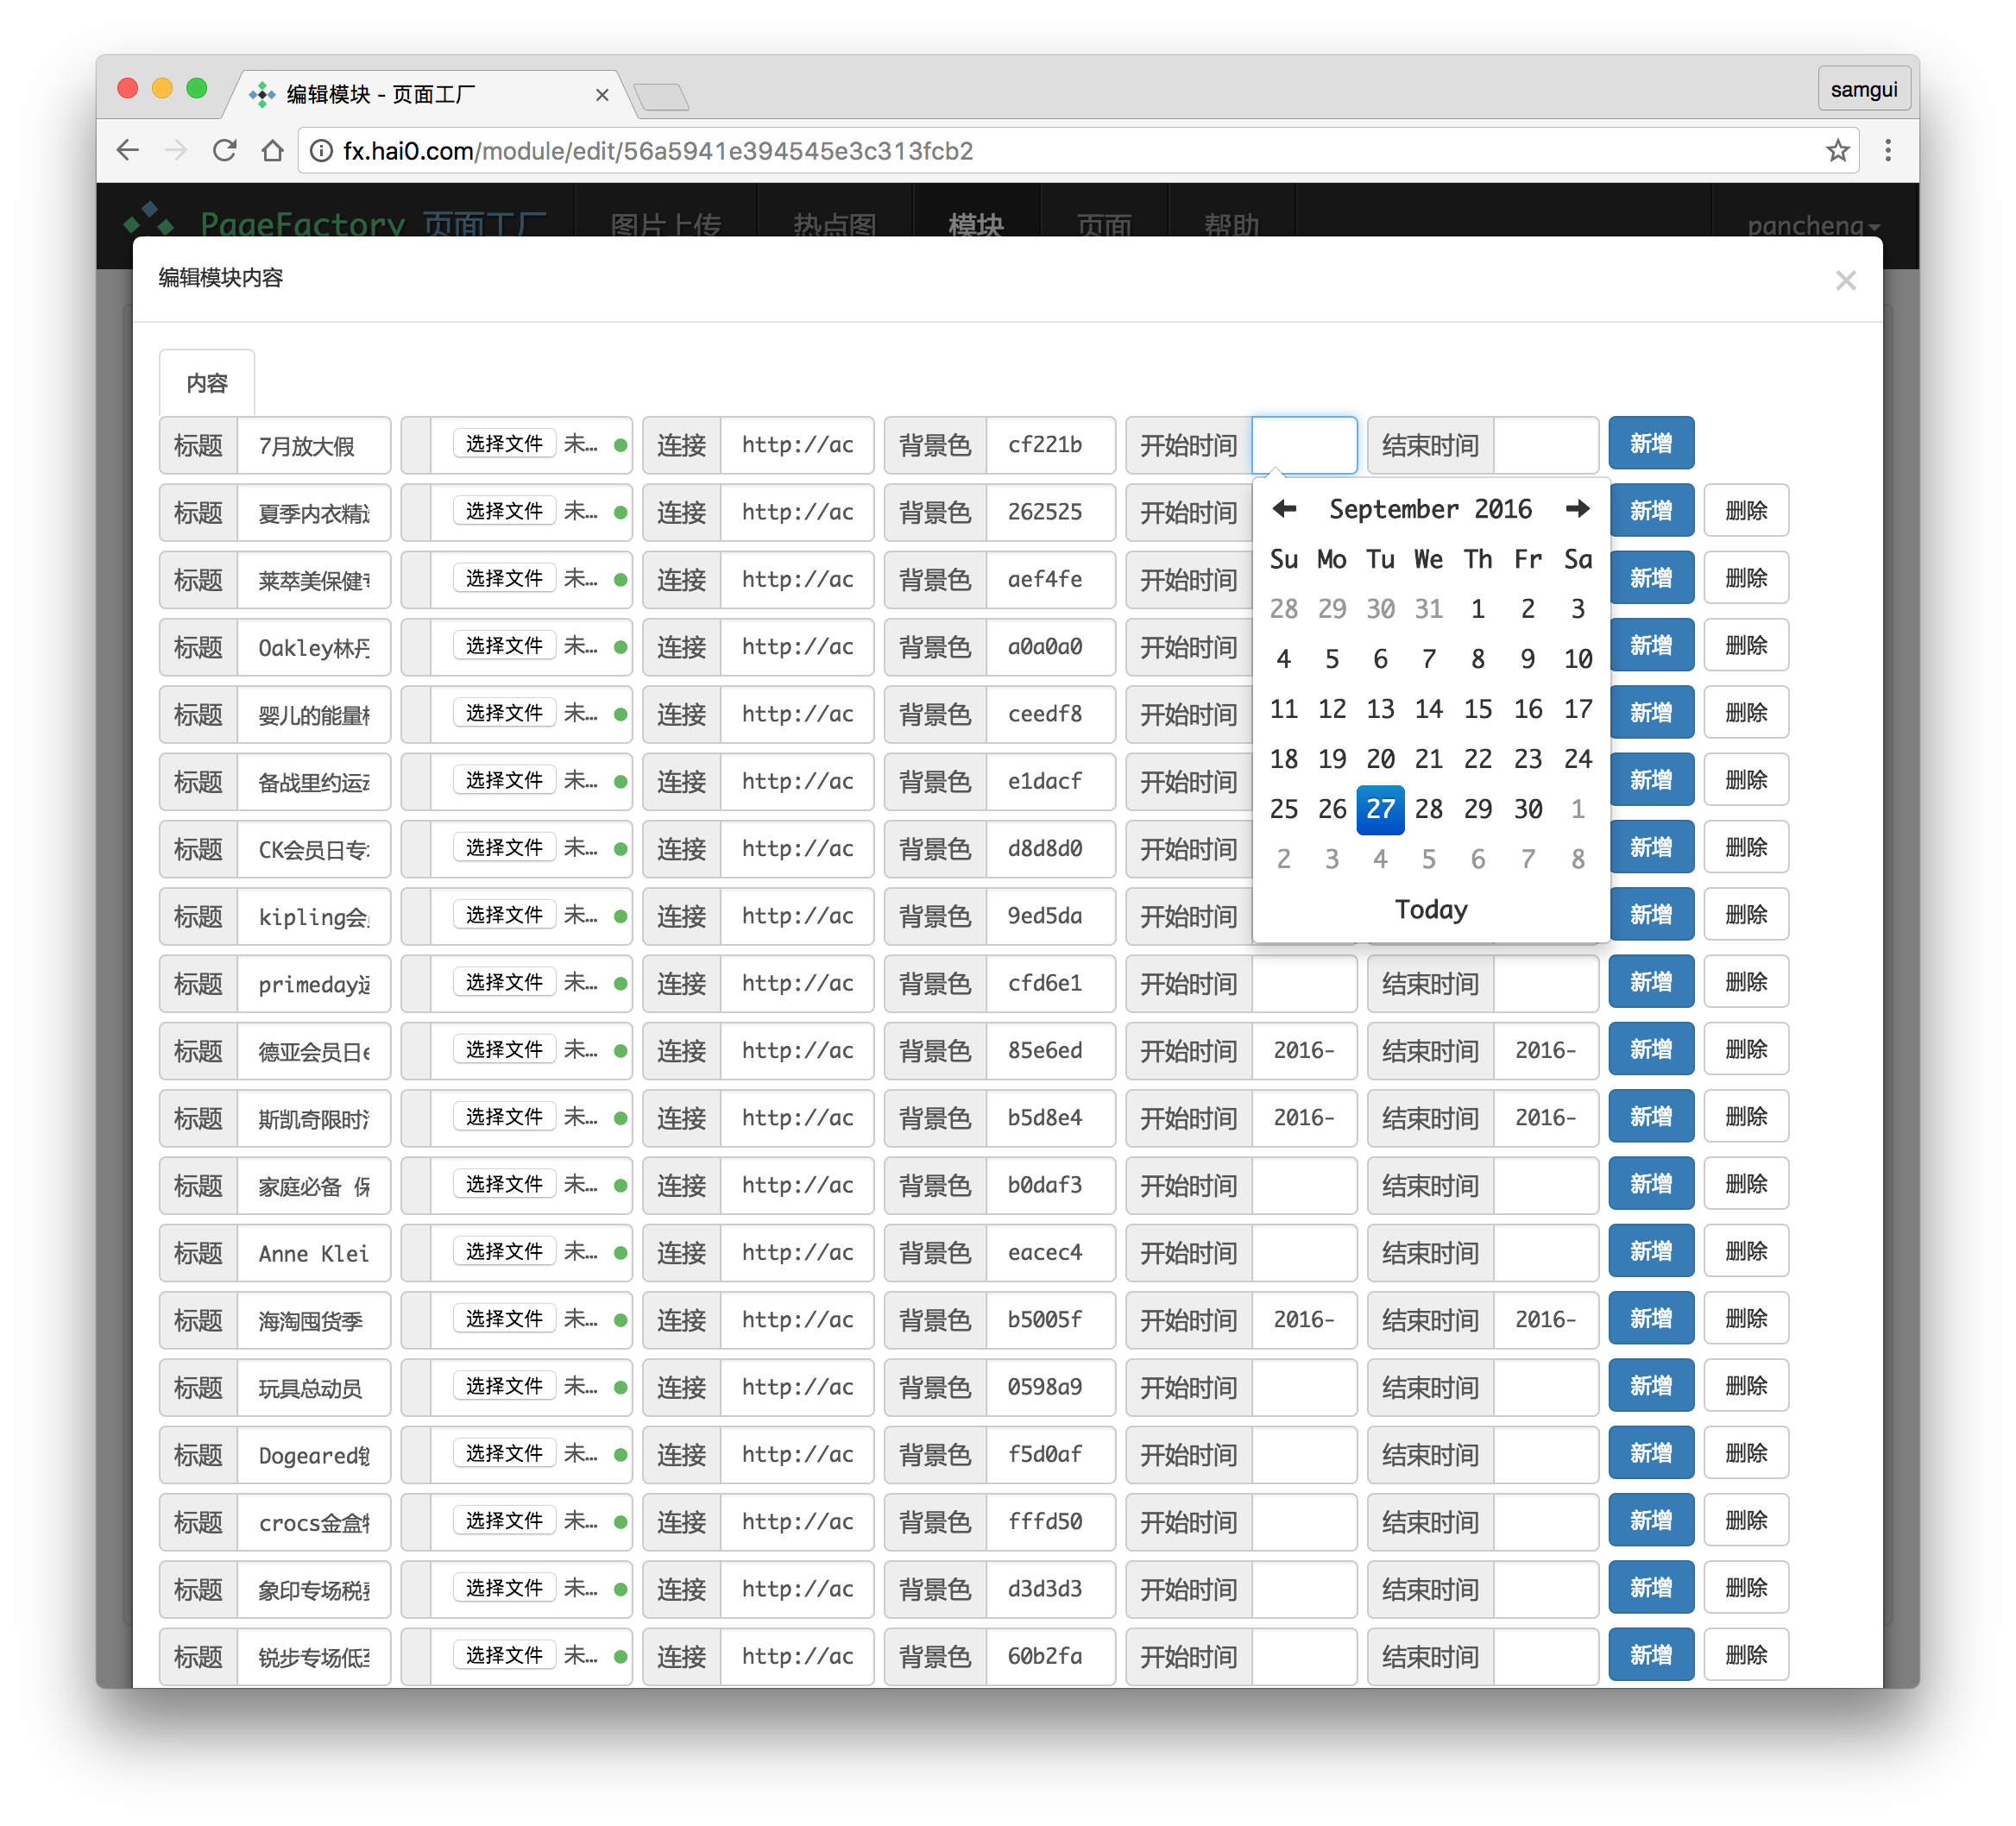 编辑模块 - 页面工厂
samgui
fx.hai0.com/module/edit/56a5941e394545e3c313fcb2
PageFactory 页面工厂 图片上传 热点图 模块 页面 帮助 pancheng
编辑模块内容
内容
标题 7月放大假 选择文件 未... 连接 http://ac 背景色 cf221b 开始时间 结束时间 新增
标题 夏季内衣精选 选择文件 未... 连接 http://ac 背景色 262525 开始时间 新增 删除
标题 莱萃美保健 选择文件 未... 连接 http://ac 背景色 aef4fe 开始时间 新增 删除
标题 Oakley林丹 选择文件 未... 连接 http://ac 背景色 a0a0a0 开始时间 新增 删除
标题 婴儿的能量 选择文件 未... 连接 http://ac 背景色 ceedf8 开始时间 新增 删除
标题 备战里约运动 选择文件 未... 连接 http://ac 背景色 e1dacf 开始时间 新增 删除
标题 CK会员日专 选择文件 未... 连接 http://ac 背景色 d8d8d0 开始时间 新增 删除
标题 kipling会 选择文件 未... 连接 http://ac 背景色 9ed5da 开始时间 新增 删除
September 2016
Su Mo Tu We Th Fr Sa
28 29 30 31 1 2 3
4 5 6 7 8 9 10
11 12 13 14 15 16 17
18 19 20 21 22 23 24
25 26 27 28 29 30 1
2 3 4 5 6 7 8
Today
标题 primeday运 选择文件 未... 连接 http://ac 背景色 cfd6e1 开始时间 结束时间 新增 删除
标题 德亚会员日e 选择文件 未... 连接 http://ac 背景色 85e6ed 开始时间 2016- 结束时间 2016- 新增 删除
标题 斯凯奇限时 选择文件 未... 连接 http://ac 背景色 b5d8e4 开始时间 2016- 结束时间 2016- 新增 删除
标题 家庭必备 保 选择文件 未... 连接 http://ac 背景色 b0daf3 开始时间 结束时间 新增 删除
标题 Anne Klei 选择文件 未... 连接 http://ac 背景色 eacec4 开始时间 结束时间 新增 删除
标题 海淘囤货季 选择文件 未... 连接 http://ac 背景色 b5005f 开始时间 2016- 结束时间 2016- 新增 删除
标题 玩具总动员 选择文件 未... 连接 http://ac 背景色 0598a9 开始时间 结束时间 新增 删除
标题 Dogeared 选择文件 未... 连接 http://ac 背景色 f5d0af 开始时间 结束时间 新增 删除
标题 crocs金盒 选择文件 未... 连接 http://ac 背景色 fffd50 开始时间 结束时间 新增 删除
标题 象印专场税费 选择文件 未... 连接 http://ac 背景色 d3d3d3 开始时间 结束时间 新增 删除
标题 锐步专场低至 选择文件 未... 连接 http://ac 背景色 60b2fa 开始时间 结束时间 新增 删除